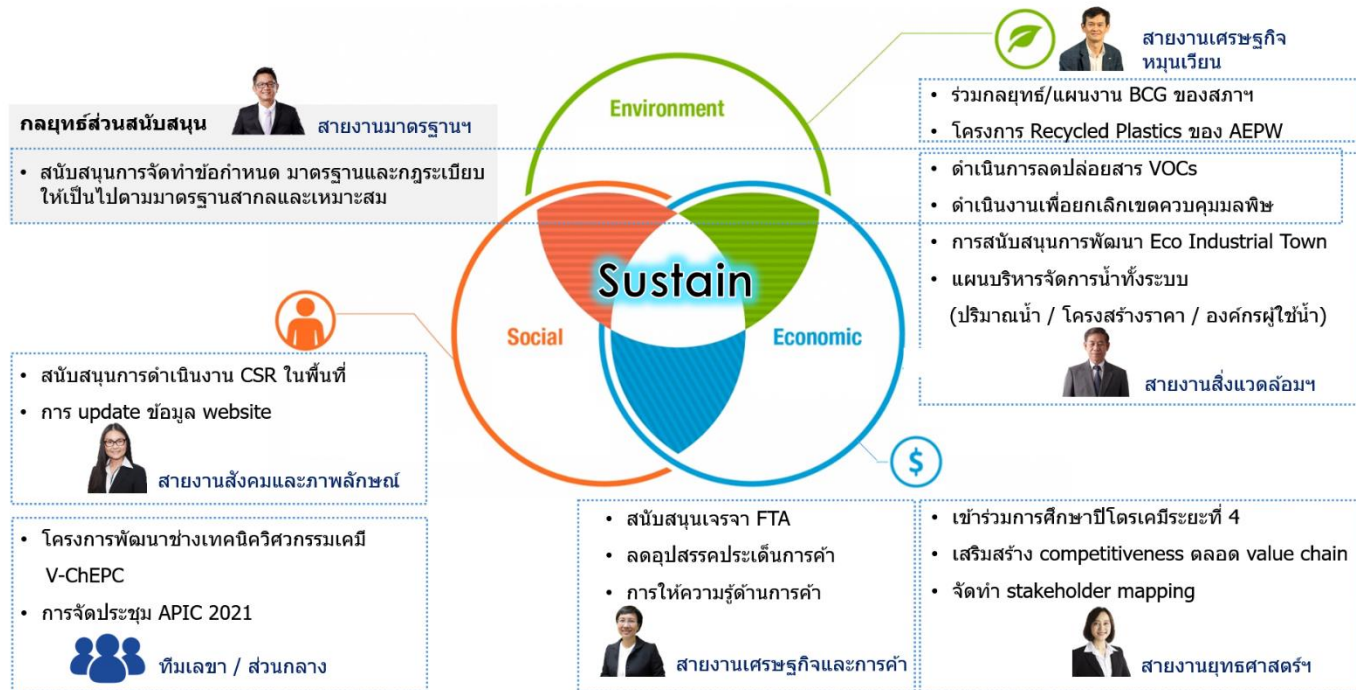 สายงานเศรษฐกิจ
หมุนเวียน
• ร่วมกลยุทธ์/แผนงาน BCG ของสภาฯ
• โครงการ Recycled Plastics ของ AEPW
Environment
กลยุทธ์ส่วนสนับสนุน
สายงานมาตรฐานฯ
• สนับสนุนการจัดทำข้อกำหนด มาตรฐานและกฎระเบียบ
ให้เป็นไปตามมาตรฐานสากลและเหมาะสม
• ดำเนินการลดปล่อยสาร VOCs
• ดำเนินงานเพื่อยกเลิกเขตควบคุมมลพิษ
• การสนับสนุนการพัฒนา Eco Industrial Town
• แผนบริหารจัดการน้ำทั้งระบบ
(ปริมาณน้ำ / โครงสร้างราคา / องค์กรผู้ใช้น้ำ)
สายงานสิ่งแวดล้อมฯ
Sustain
Social
Economic
• สนับสนุนการดำเนินงาน CSR ในพื้นที่
• การ update ข้อมูล website
สายงานสังคมและภาพลักษณ์
$
• โครงการพัฒนาช่างเทคนิควิศวกรรมเคมี
V-ChEPC
• การจัดประชุม APIC 2021
ทีมเลขา / ส่วนกลาง
• สนับสนุนเจรจา FTA
• ลดอุปสรรคประเด็นการค้า
• การให้ความรู้ด้านการค้า
สายงานเศรษฐกิจและการค้า
• เข้าร่วมการศึกษาปิโตรเคมีระยะที่ 4
• เสริมสร้าง competitiveness ตลอด value chain
• จัดทำ stakeholder mapping
สายงานยุทธศาสตร์ฯ